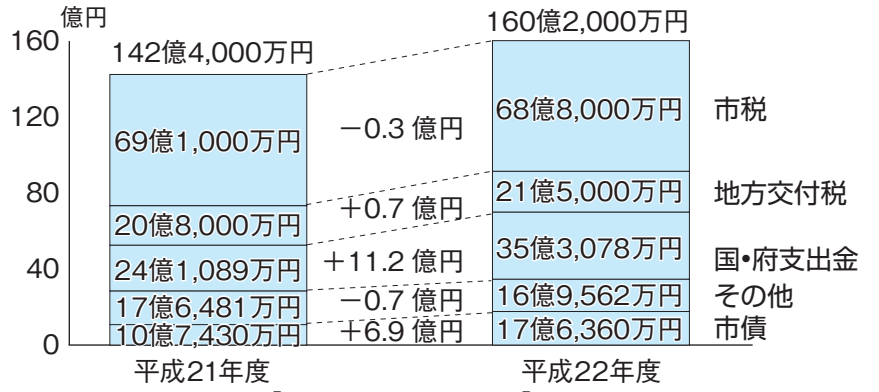 億円
160
120
80
40
0
142億4,000万円
69億1,000万円
20億8,000万円
24億1,089万円
17億6,481万円
10億7,430万円
平成21年度
－0.3 億円
＋0.7 億円
＋11.2 億円
－0.7 億円
＋6.9 億円
160億2,000万円
68億8,000万円
21億5,000万円
35億3,078万円
16億9,562万円
17億6,360万円
平成22年度
市税
地方交付税
国・府支出金
その他
市債